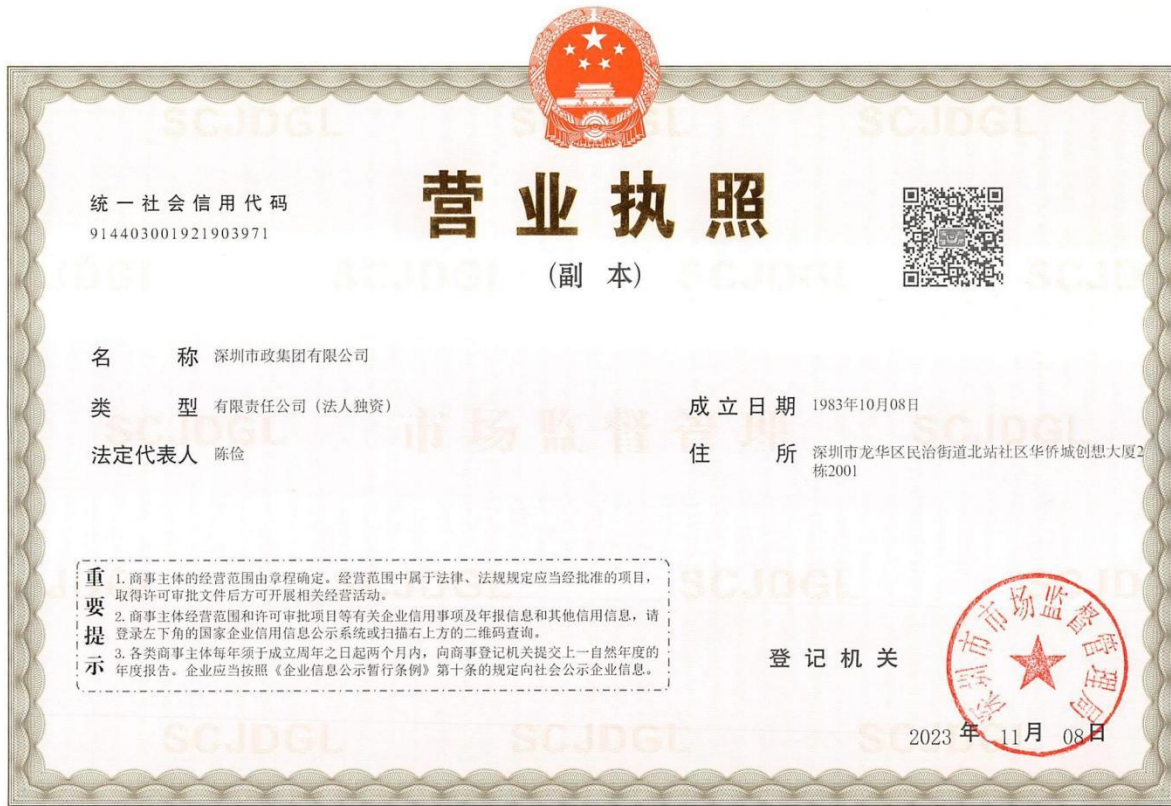 营业执照
(副 本)
统一社会信用代码
914403001921903971
名 称 深圳市政集团有限公司
类 型 有限责任公司（法人独资）
法定代表人 陈俭
成立日期 1983年10月08日
住 所 深圳市龙华区民治街道北站社区华侨城创想大厦2
栋2001
重要提示
1. 商事主体的经营范围由章程确定。经营范围中属于法律、法规规定应当经批准的项目，
取得许可审批文件后方可开展相关经营活动。
2. 商事主体经营范围和许可审批项目等有关企业信用事项及年报信息和其他信用信息，请
登录左下角的国家企业信用信息公示系统或扫描右上方的二维码查询。
3. 各类商事主体每年须于成立周年之日起两个月内，向商事登记机关提交上一自然年度的
年度报告。企业应当按照《企业信息公示暂行条例》第十条的规定向社会公示企业信息。
登记机关
深圳市市场监督管理局
2023 年 11 月 08 日
SCJDGL
市场监督管理